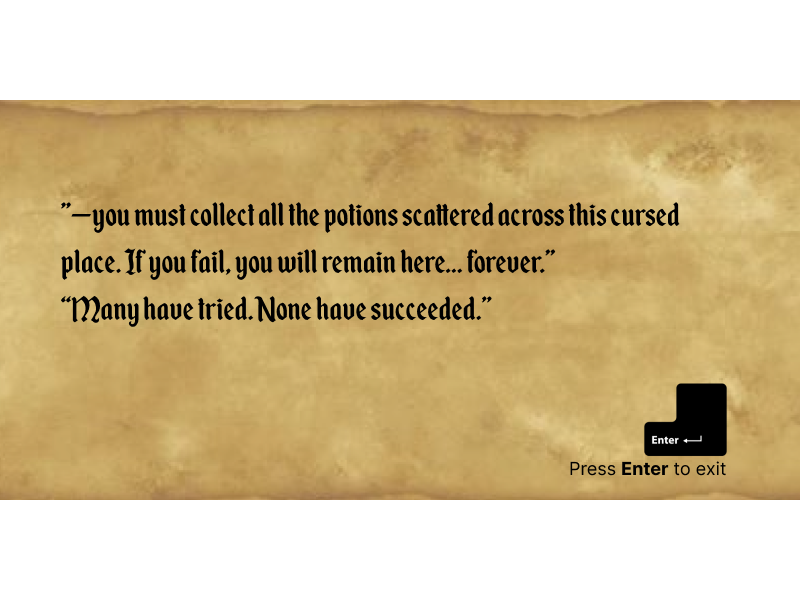 ”—you must collect all the potions scattered across this cursed
place. If you fail, you will remain here... forever.”
“Many have tried. None have succeeded.”
Enter
Press Enter to exit